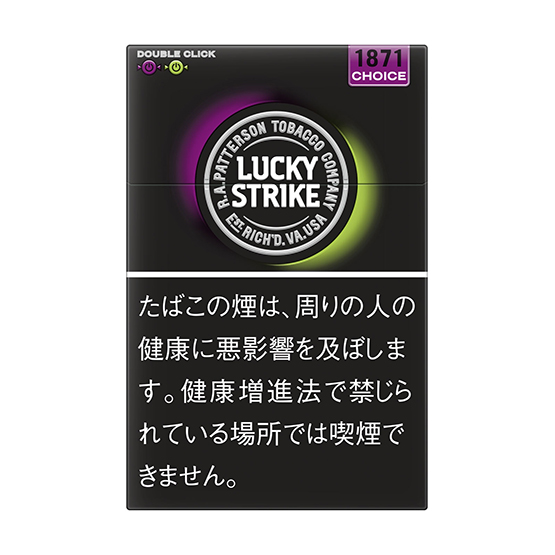 DOUBLE CLICK
1871
CHOICE
R.A.PATTERSON TOBACCO COMPANY
LUCKY
STRIKE
EST. RICH'D. VA. USA
たばこの煙は、周りの人の
健康に悪影響を及ぼしま
す。健康増進法で禁じら
れている場所では喫煙で
きません。